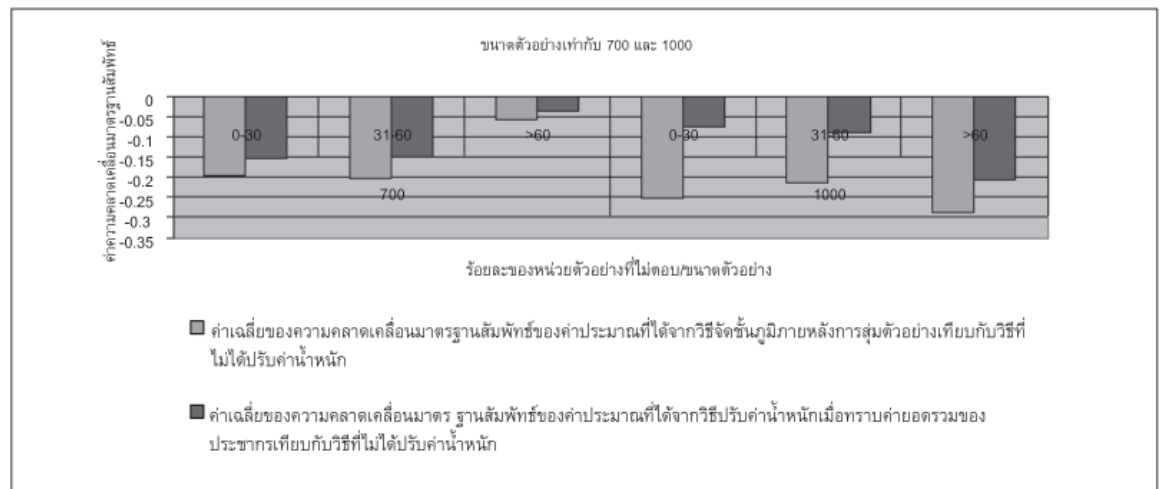 ขนาดตัวอย่างเท่ากับ 700 และ 1000
ค่าความคลาดเคลื่อนมาตรฐานสัมพัทธ์
0
-0.05
-0.1
-0.15
-0.2
-0.25
-0.3
-0.35
0-30 31-60 >60 0-30 31-60 >60
700 1000
ร้อยละของหน่วยตัวอย่างที่ไม่ตอบ/ขนาดตัวอย่าง
ค่าเฉลี่ยของความคลาดเคลื่อนมาตรฐานสัมพัทธ์ของค่าประมาณที่ได้จากวิธีจัดชั้นภูมิภายหลังการสุ่มตัวอย่างเทียบกับวิธีที่
ไม่ได้ปรับค่าน้ำหนัก
ค่าเฉลี่ยของความคลาดเคลื่อนมาตร ฐานสัมพัทธ์ของค่าประมาณที่ได้จากวิธีปรับค่าน้ำหนักเมื่อทราบค่ายอดรวมของ
ประชากรเทียบกับวิธีที่ไม่ได้ปรับค่าน้ำหนัก